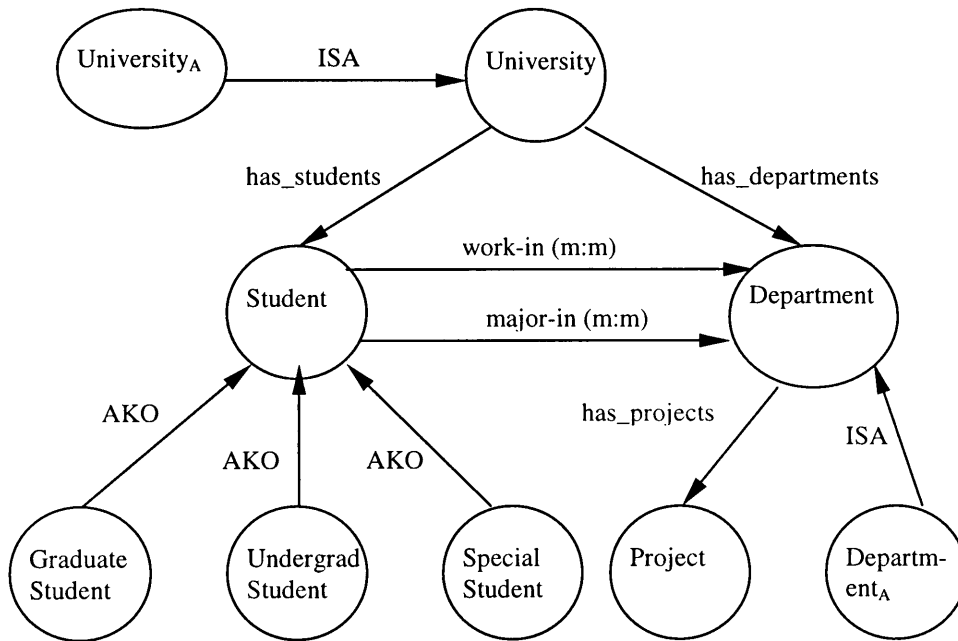 University_A
ISA
University
has_students
has_departments
work-in (m:m)
Student
Department
major-in (m:m)
has_projects
AKO
AKO
AKO
ISA
Graduate
Student
Undergrad
Student
Special
Student
Project
Departm-
ent_A